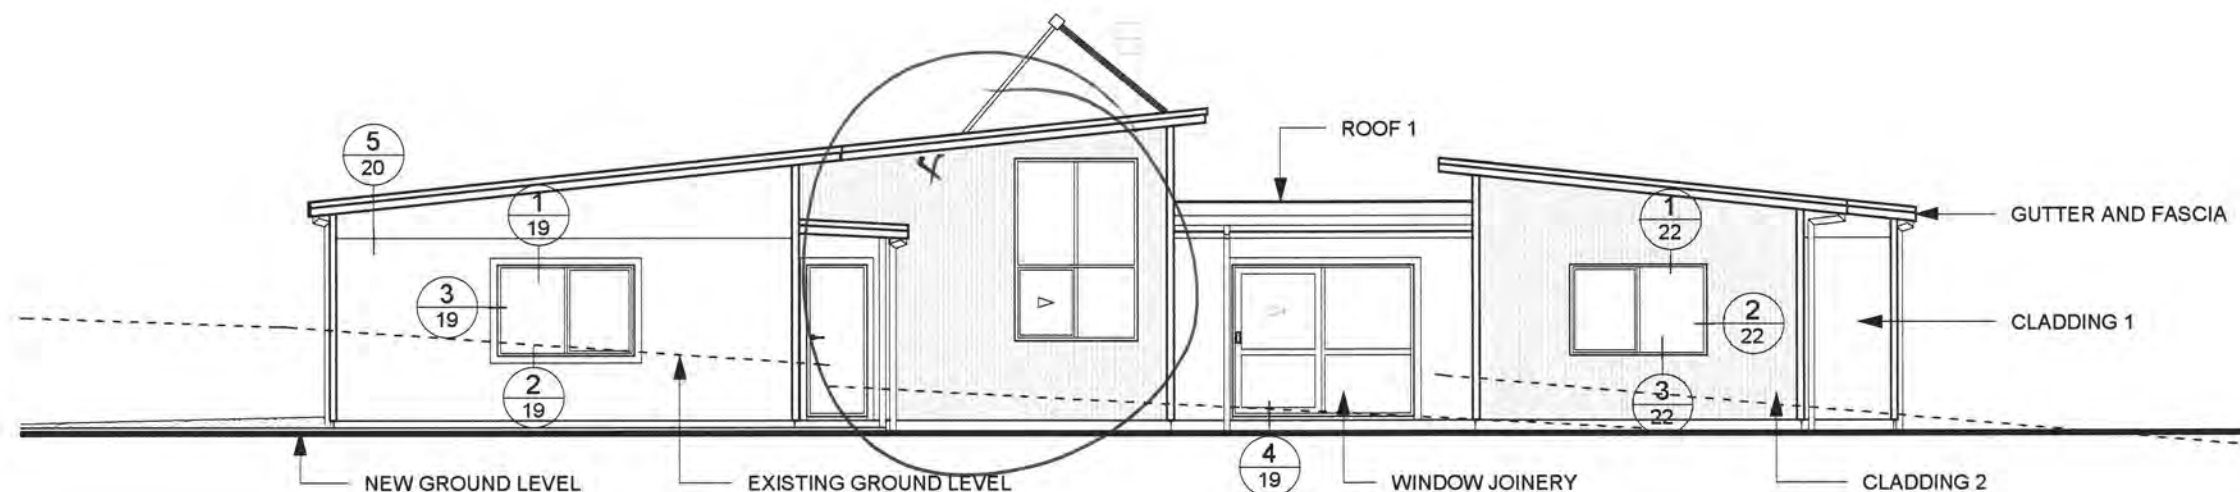 ROOF 1
5
20
1
19
1
22
GUTTER AND FASCIA
3
19
2
22
CLADDING 1
2
19
3
22
4
19
NEW GROUND LEVEL
EXISTING GROUND LEVEL
WINDOW JOINERY
CLADDING 2